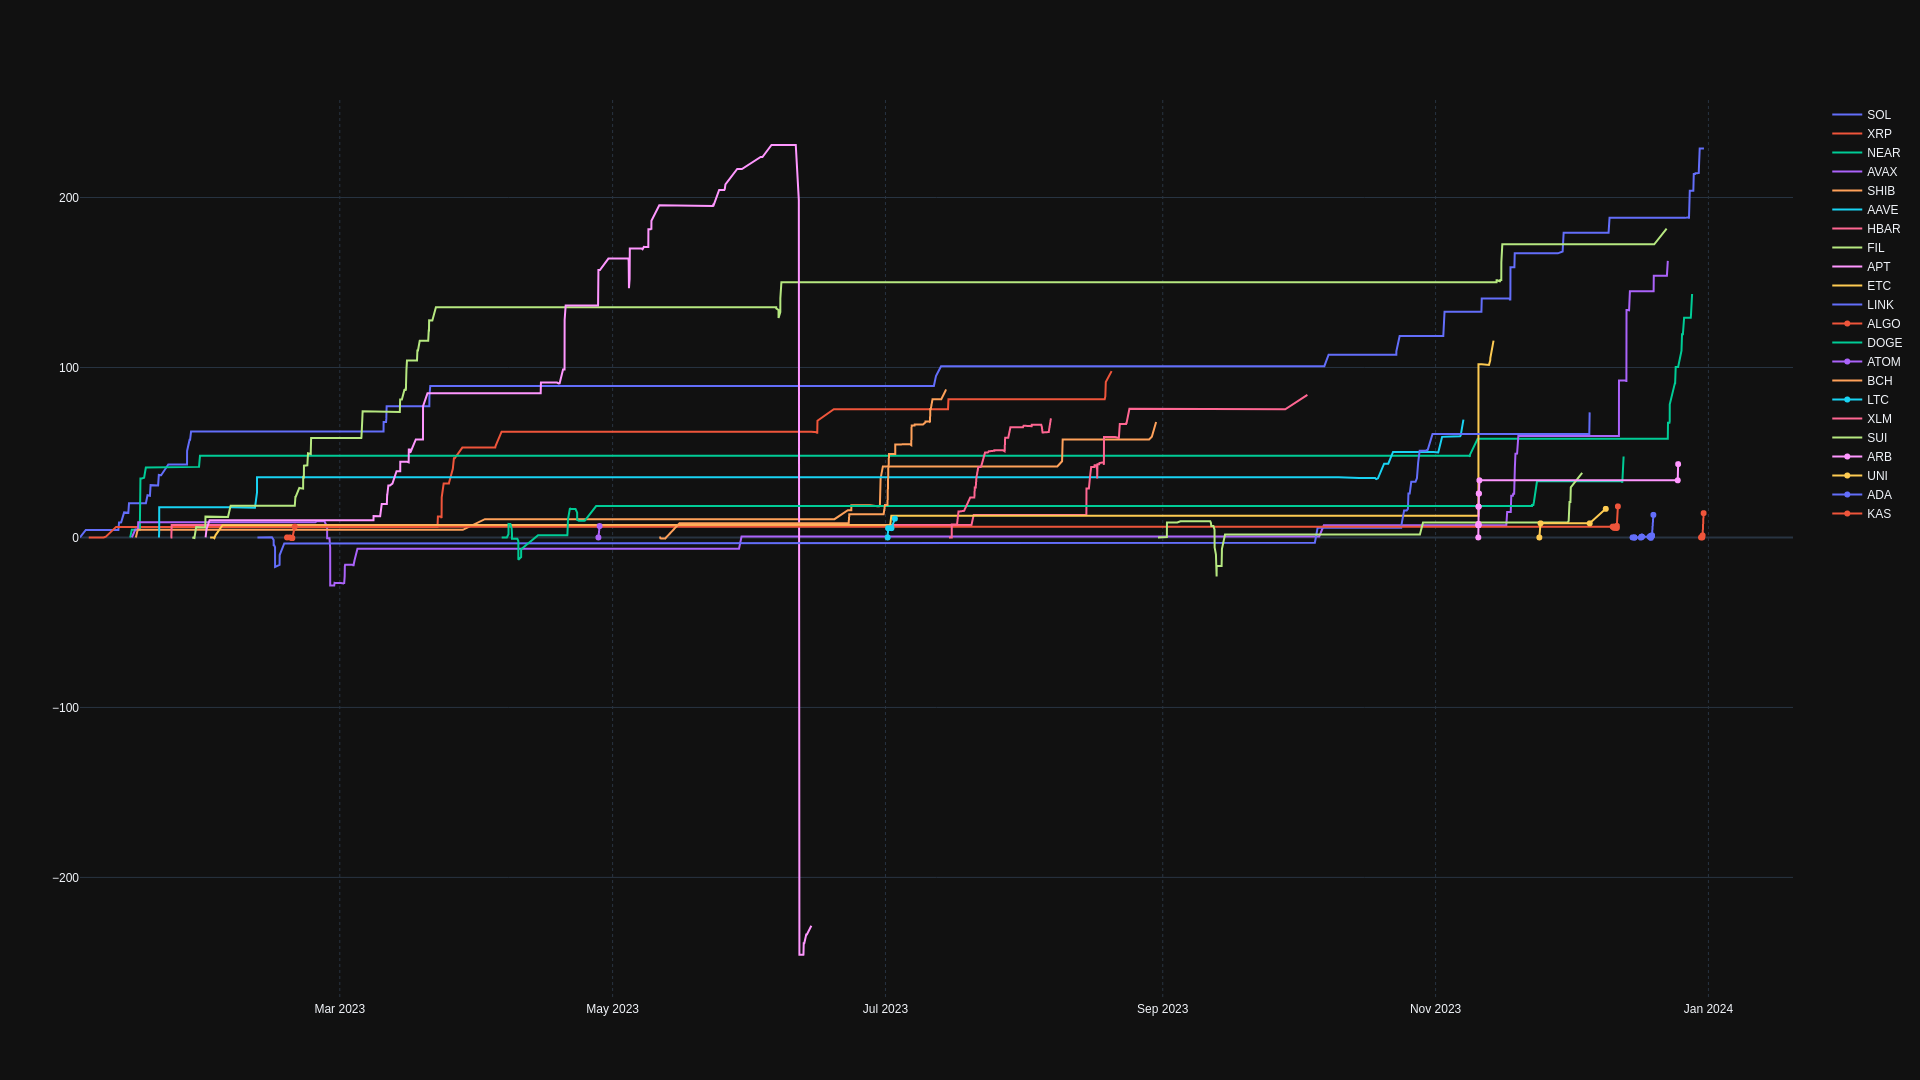 200
100
0
−100
−200
Mar 2023
May 2023
Jul 2023
Sep 2023
Nov 2023
Jan 2024
SOL
XRP
NEAR
AVAX
SHIB
AAVE
HBAR
FIL
APT
ETC
LINK
ALGO
DOGE
ATOM
BCH
LTC
XLM
SUI
ARB
UNI
ADA
KAS